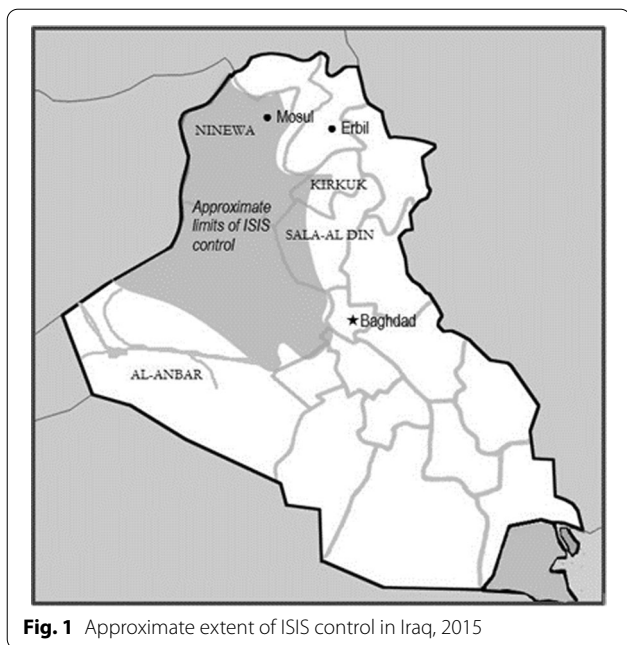 Mosul
NINEWA
Erbil
KIRKUK
Approximate
limits of ISIS
control
SALA-AL DIN
Baghdad
AL-ANBAR
Fig. 1 Approximate extent of ISIS control in Iraq, 2015